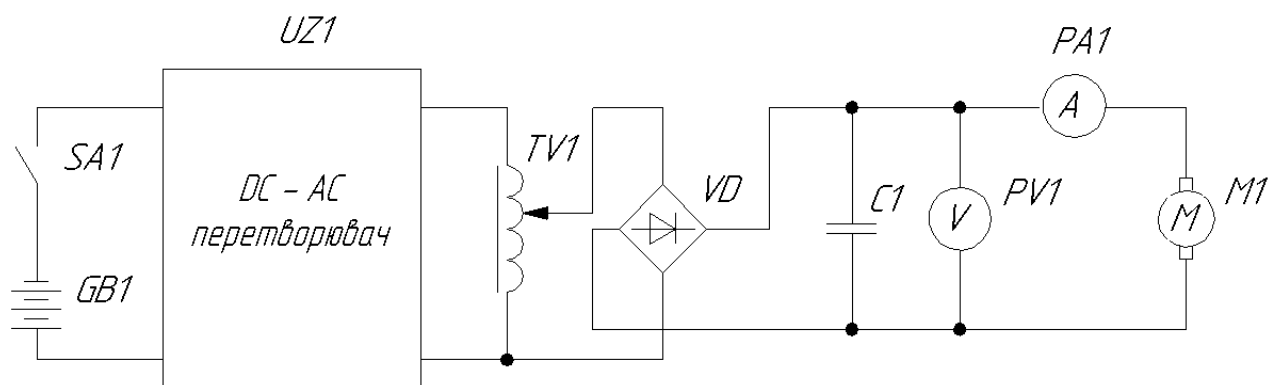 UZ1
PA1
A
SA1
DC - AC
перетворювач
TV1
VD
C1
V
PV1
M
M1
GB1